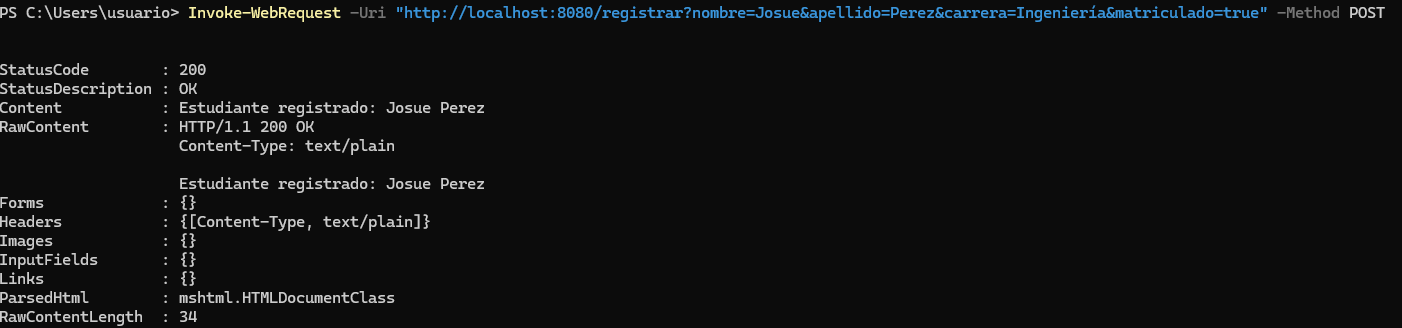 PS C:\Users\usuario> Invoke-WebRequest -Uri "http://localhost:8080/registrar?nombre=Josue&apellido=Perez&carrera=Ingeniería&matriculado=true" -Method POST
StatusCode        : 200
StatusDescription : OK
Content           : Estudiante registrado: Josue Perez
RawContent        : HTTP/1.1 200 OK
                    Content-Type: text/plain
                    Estudiante registrado: Josue Perez
Forms             : {}
Headers           : {[Content-Type, text/plain]}
Images            : {}
InputFields       : {}
Links             : {}
ParsedHtml        : mshtml.HTMLDocumentClass
RawContentLength  : 34